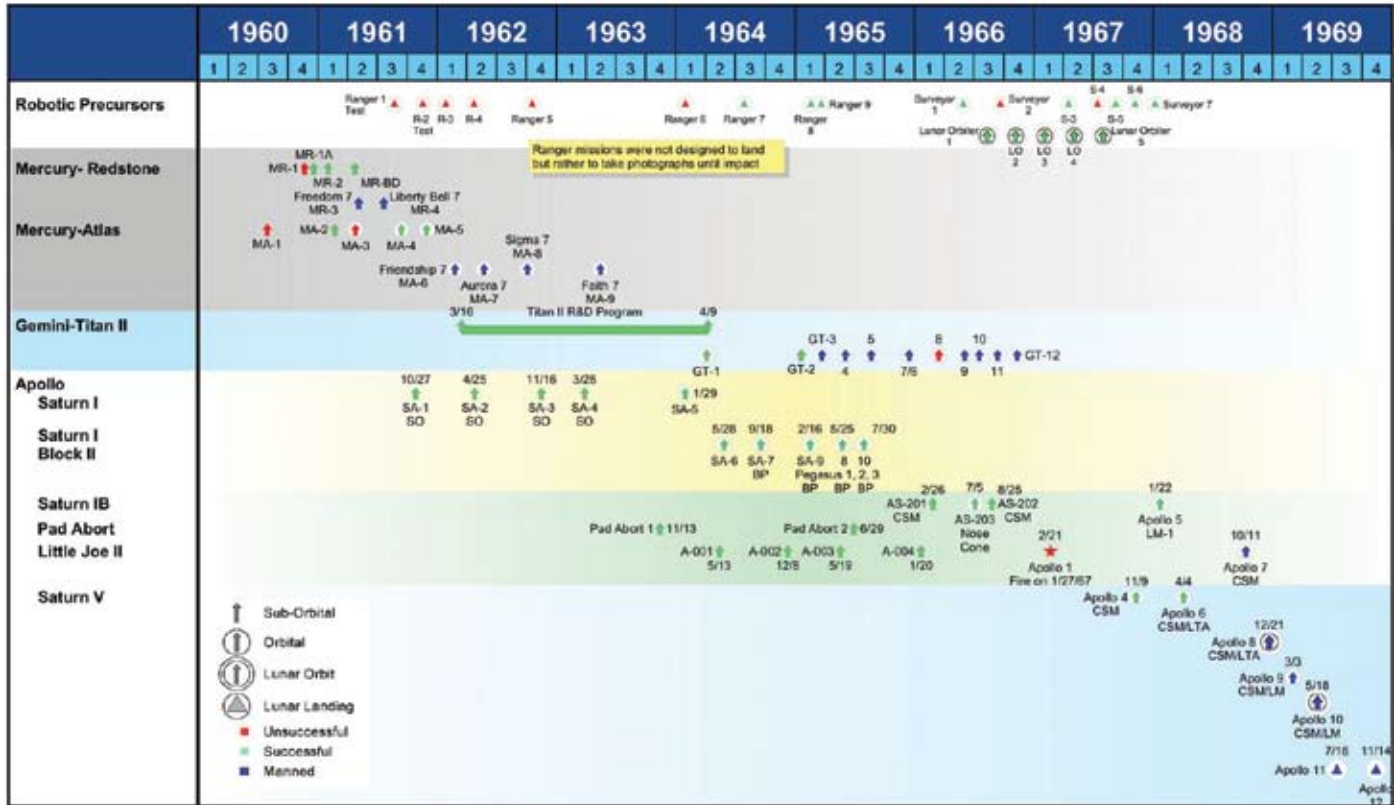 1960 1961 1962 1963 1964 1965 1966 1967 1968 1969
1 2 3 4 1 2 3 4 1 2 3 4 1 2 3 4 1 2 3 4 1 2 3 4 1 2 3 4 1 2 3 4 1 2 3 4 1 2 3 4
Robotic Precursors
Ranger 1
Test
R-2
Test
R-3
R-4
Ranger 5
Ranger 6
Ranger 7
Ranger
8
Ranger 9
Surveyor
1
Surveyor
2
S-3
S-4
S-5
S-6
Surveyor 7
Lunar Orbiter
1
LO
2
LO
3
LO
4
Lunar Orbiter
5
Ranger missions were not designed to land
but rather to take photographs until impact
Mercury- Redstone
MR-1A
MR-1
MR-2
MR-BD
Freedom 7
MR-3
Liberty Bell 7
MR-4
Mercury-Atlas
MA-1
MA-2
MA-3
MA-4
MA-5
Friendship 7
MA-6
Aurora 7
MA-7
Sigma 7
MA-8
Faith 7
MA-9
Gemini-Titan II
3/16
Titan II R&D Program
4/9
GT-1
GT-2
GT-3
4
5
7/6
8
9
10
11
GT-12
Apollo
Saturn I
10/27
SA-1
SO
4/25
SA-2
SO
11/16
SA-3
SO
3/28
SA-4
SO
1/29
SA-5
Saturn I
Block II
5/28
SA-6
9/18
SA-7
BP
2/16 5/25 7/30
SA-9 8 10
Pegasus 1, 2, 3
BP BP BP
Saturn IB
2/26
AS-201
CSM
7/5
AS-203
Nose
Cone
8/25
AS-202
CSM
1/22
Apollo 5
LM-1
Pad Abort
Pad Abort 1
11/13
Pad Abort 2
6/29
Little Joe II
A-001
5/13
A-002
12/8
A-003
5/19
A-004
1/20
2/21
Apollo 1
Fire on 1/27/67
10/11
Apollo 7
CSM
Saturn V
11/9
Apollo 4
CSM
4/4
Apollo 6
CSM/LTA
12/21
Apollo 8
CSM/LTA
3/3
Apollo 9
CSM/LM
5/18
Apollo 10
CSM/LM
7/16
Apollo 11
11/14
Apollo
12
Sub-Orbital
Orbital
Lunar Orbit
Lunar Landing
Unsuccessful
Successful
Manned